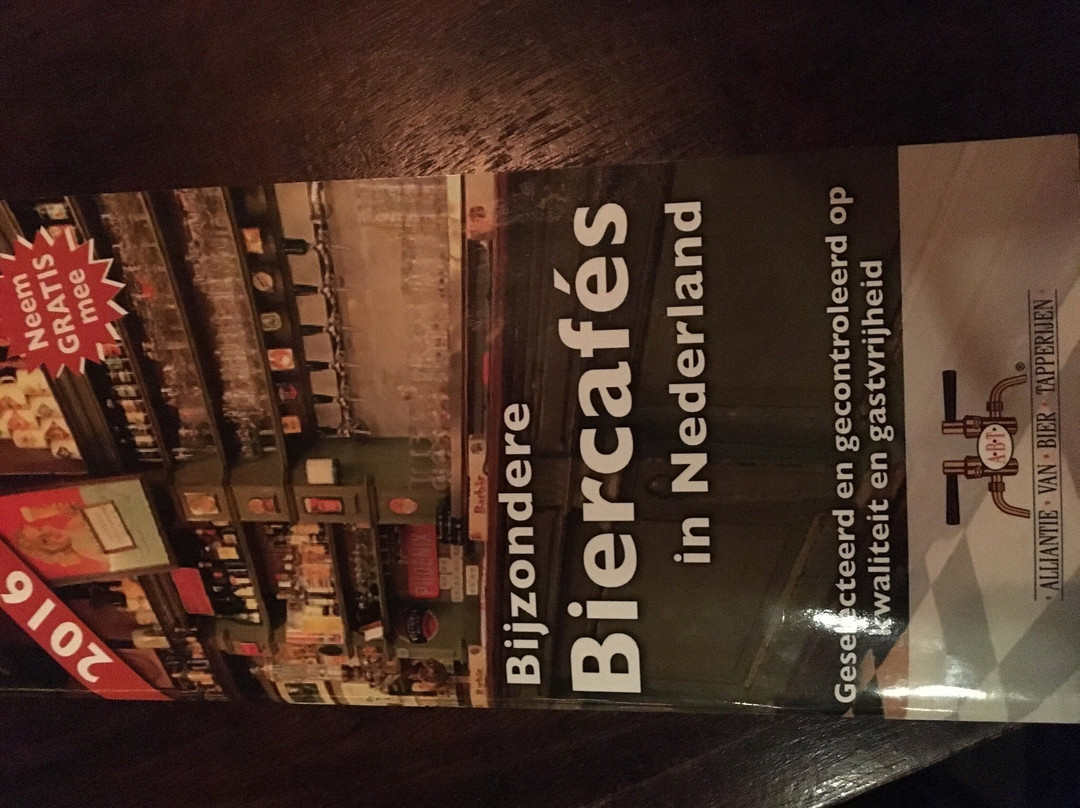 2016
Neem
GRATIS
mee
Bijzondere
Biercafés
in Nederland
Geselecteerd en gecontroleerd op
kwaliteit en gastvrijheid
A•B•T
®
• ALLIANTIE • VAN • BIER • TAPPERIJEN •